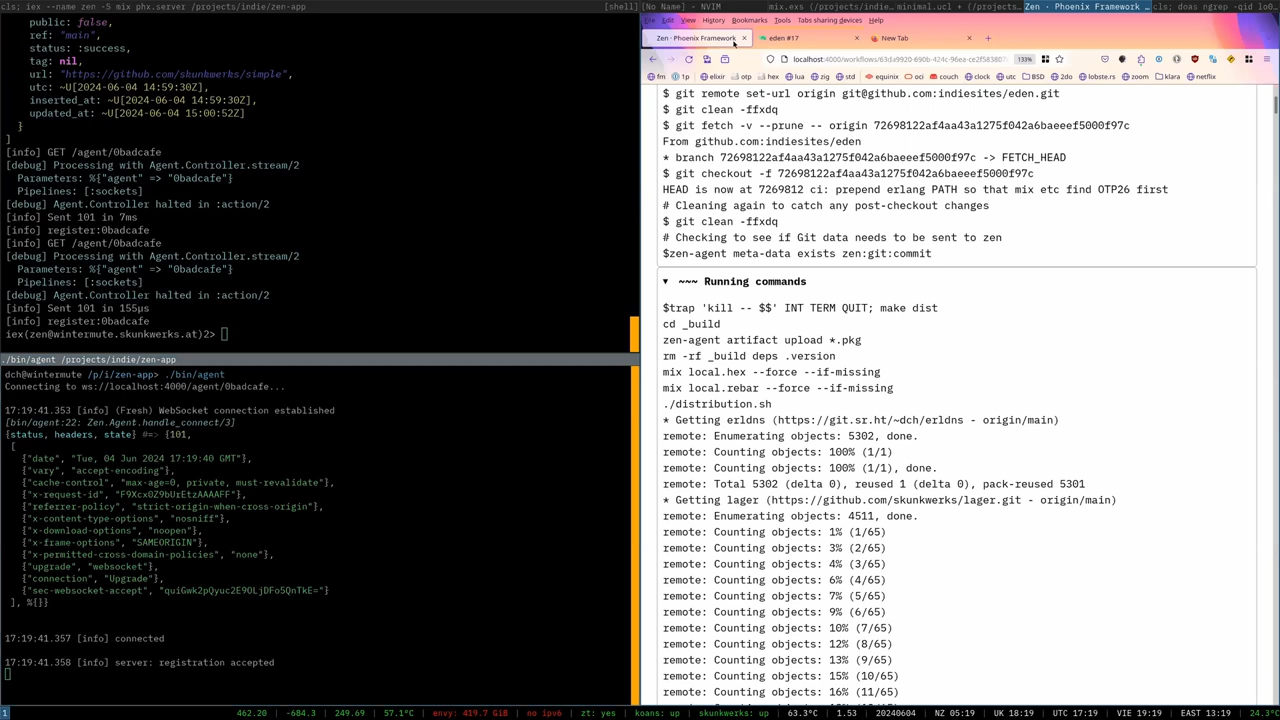 cls; iex --name zen -S mix phx.server /projects/indie/zen-app
[shell]
[No Name] - NVIM
mix.exs (/projects...
minimal.ucl + (/projects...
Zen · Phoenix Framework ...
cls; doas ngrep -qid lo0...
public: false,
ref: "main",
status: :success,
tag: nil,
url: "https://github.com/skunkwerks/simple",
utc: ~U[2024-06-04 14:59:30Z],
inserted_at: ~U[2024-06-04 14:59:30Z],
updated_at: ~U[2024-06-04 15:00:52Z]
}
]
[info] GET /agent/0badcafe
[debug] Processing with Agent.Controller.stream/2
Parameters: %{"agent" => "0badcafe"}
Pipelines: [:sockets]
[debug] Agent.Controller halted in :action/2
[info] Sent 101 in 7ms
[info] register:0badcafe
[info] GET /agent/0badcafe
[debug] Processing with Agent.Controller.stream/2
Parameters: %{"agent" => "0badcafe"}
Pipelines: [:sockets]
[debug] Agent.Controller halted in :action/2
[info] Sent 101 in 155µs
[info] register:0badcafe
iex(zen@wintermute.skunkwerks.at)2>
./bin/agent /projects/indie/zen-app
dch@wintermute /p/i/zen-app> ./bin/agent
Connecting to ws://localhost:4000/agent/0badcafe...
17:19:41.353 [info] (Fresh) WebSocket connection established
[bin/agent:22: Zen.Agent.handle_connect/3]
{status, headers, state} #=> {101,
[
{"date", "Tue, 04 Jun 2024 17:19:40 GMT"},
{"vary", "accept-encoding"},
{"cache-control", "max-age=0, private, must-revalidate"},
{"x-request-id", "F9Xcx0Z9bUrEtzAAAAFF"},
{"referrer-policy", "strict-origin-when-cross-origin"},
{"x-content-type-options", "nosniff"},
{"x-download-options", "noopen"},
{"x-frame-options", "SAMEORIGIN"},
{"x-permitted-cross-domain-policies", "none"},
{"upgrade", "websocket"},
{"connection", "Upgrade"},
{"sec-websocket-accept", "quiGwk2pQyuc2E9OLjDFo5QnTkE="}
], %{}}
17:19:41.357 [info] connected
17:19:41.358 [info] server: registration accepted
File Edit View History Bookmarks Tools Tabs sharing devices Help
Zen · Phoenix Framework
eden #17
New Tab
133%
fm 1p elixir otp hex lua zig std equinix oci couch clock utc BSD 2do lobste.rs zoom klara netflix
$ git remote set-url origin git@github.com:indiesites/eden.git
$ git clean -ffxdq
$ git fetch -v --prune -- origin 72698122af4aa43a1275f042a6baeeef5000f97c
From github.com:indiesites/eden
* branch 72698122af4aa43a1275f042a6baeeef5000f97c -> FETCH_HEAD
$ git checkout -f 72698122af4aa43a1275f042a6baeeef5000f97c
HEAD is now at 7269812 ci: prepend erlang PATH so that mix etc find OTP26 first
# Cleaning again to catch any post-checkout changes
$ git clean -ffxdq
# Checking to see if Git data needs to be sent to zen
$zen-agent meta-data exists zen:git:commit
▼ ~~~ Running commands
$trap 'kill -- $$' INT TERM QUIT; make dist
cd _build
zen-agent artifact upload *.pkg
rm -rf _build deps .version
mix local.hex --force --if-missing
mix local.rebar --force --if-missing
./distribution.sh
* Getting erldns (https://git.sr.ht/~dch/erldns - origin/main)
remote: Enumerating objects: 5302, done.
remote: Counting objects: 100% (1/1)
remote: Counting objects: 100% (1/1), done.
remote: Total 5302 (delta 0), reused 1 (delta 0), pack-reused 5301
* Getting lager (https://github.com/skunkwerks/lager.git - origin/main)
remote: Enumerating objects: 4511, done.
remote: Counting objects: 1% (1/65)
remote: Counting objects: 3% (2/65)
remote: Counting objects: 4% (3/65)
remote: Counting objects: 6% (4/65)
remote: Counting objects: 7% (5/65)
remote: Counting objects: 9% (6/65)
remote: Counting objects: 10% (7/65)
remote: Counting objects: 12% (8/65)
remote: Counting objects: 13% (9/65)
remote: Counting objects: 15% (10/65)
remote: Counting objects: 16% (11/65)
1
462.20 | -684.3 | 249.69 | 57.1°C | envy: 419.7 GiB | no ipv6 | zt: yes | koans: up | skunkwerks: up | 63.3°C | 1.53 | 20240604 | NZ 05:19 | UK 18:19 | UTC 17:19 | VIE 19:19 | EAST 13:19 | 24.3°